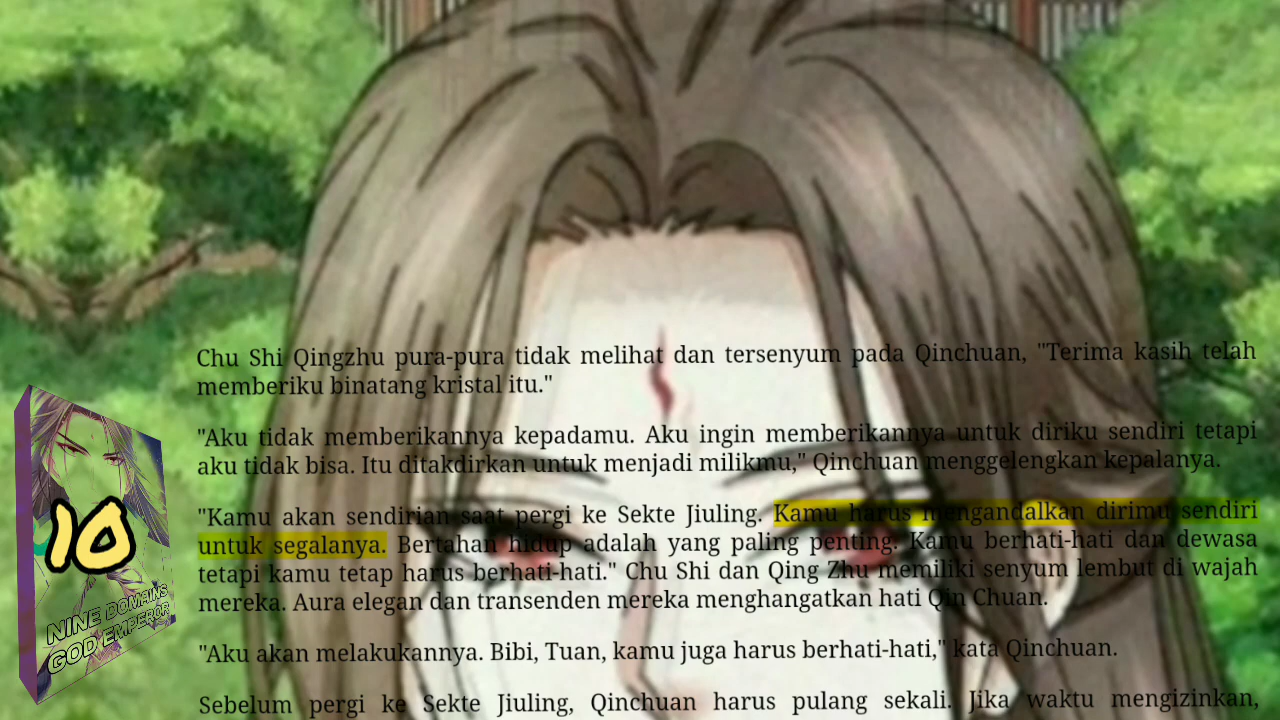 Chu Shi Qingzhu pura-pura tidak melihat dan tersenyum pada Qinchuan, "Terima kasih telah
memberiku binatang kristal itu."
"Aku tidak memberikannya kepadamu. Aku ingin memberikannya untuk diriku sendiri tetapi
aku tidak bisa. Itu ditakdirkan untuk menjadi milikmu," Qinchuan menggelengkan kepalanya.
"Kamu akan sendirian saat pergi ke Sekte Jiuling. Kamu harus mengandalkan dirimu sendiri
untuk segalanya. Bertahan hidup adalah yang paling penting. Kamu berhati-hati dan dewasa
tetapi kamu tetap harus berhati-hati." Chu Shi dan Qing Zhu memiliki senyum lembut di wajah
mereka. Aura elegan dan transenden mereka menghangatkan hati Qin Chuan.
"Aku akan melakukannya. Bibi, Tuan, kamu juga harus berhati-hati," kata Qinchuan.
Sebelum pergi ke Sekte Jiuling, Qinchuan harus pulang sekali. Jika waktu mengizinkan,
10
NINE DOMAINS
GOD EMPEROR